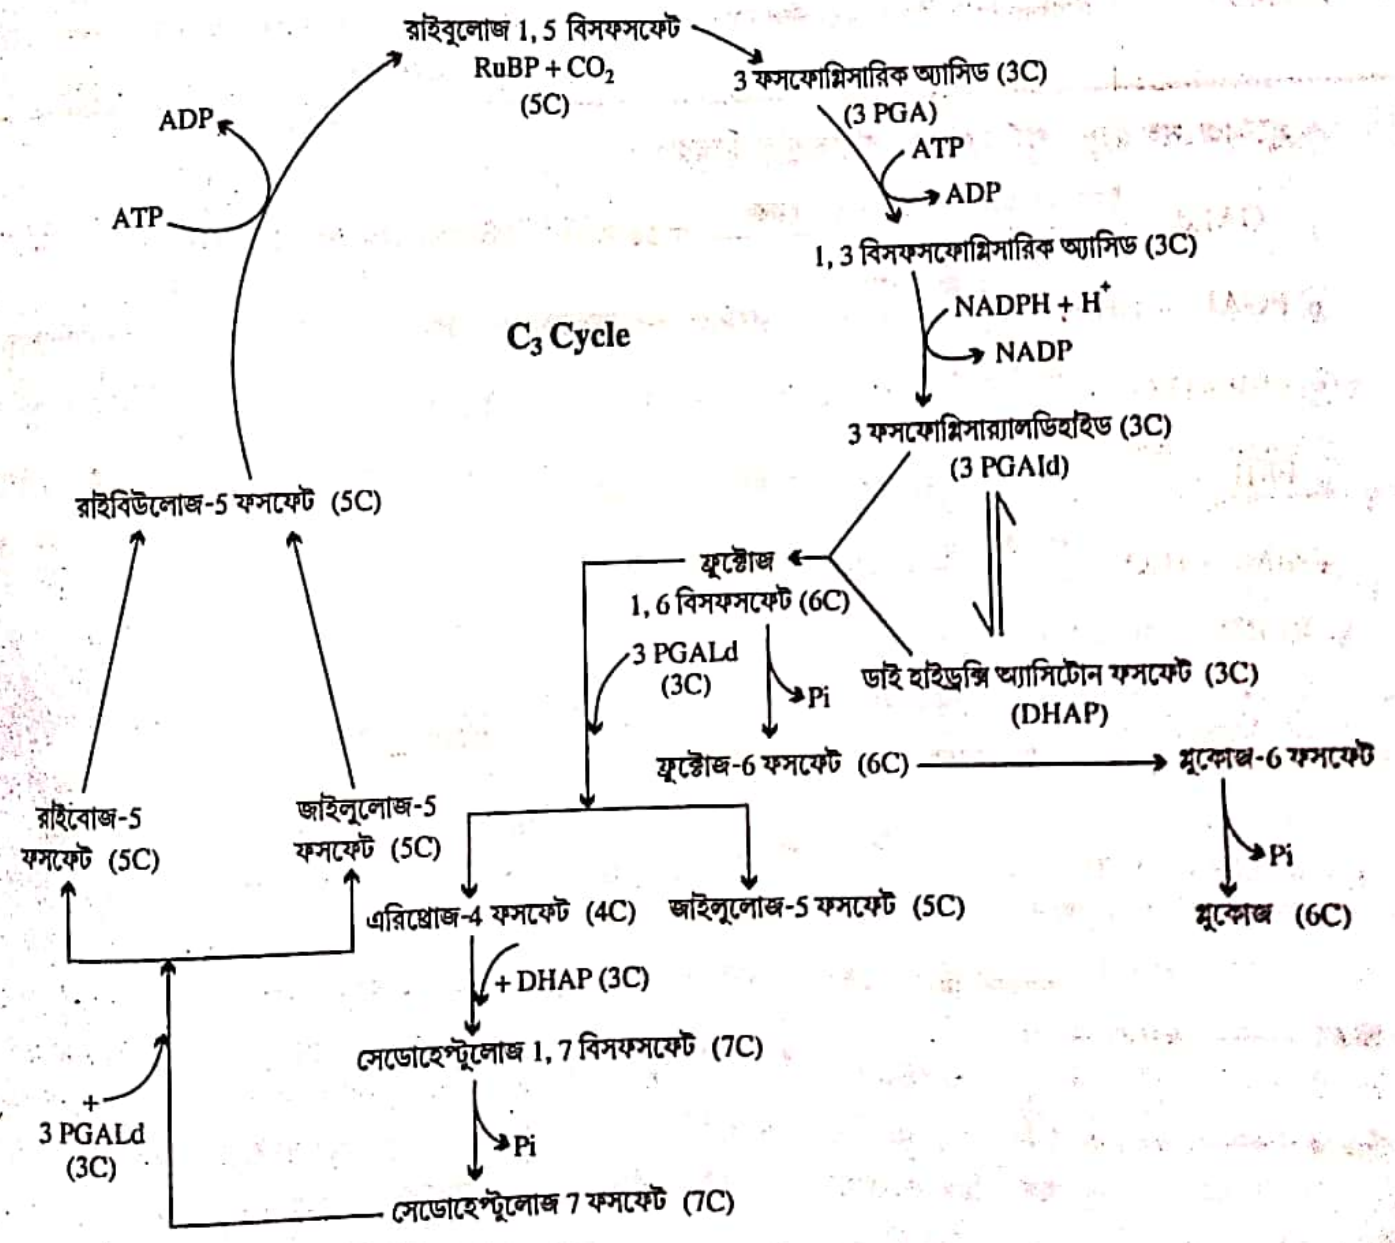 রাইবুলোজ 1, 5 বিসফসফেট
RuBP + CO₂
(5C)
3 ফসফোগ্লিসারিক অ্যাসিড (3C)
(3 PGA)
ADP
ATP
ATP
ADP
1, 3 বিসফসফোগ্লিসারিক অ্যাসিড (3C)
NADPH + H⁺
C₃ Cycle
NADP
3 ফসফোগ্লিসার‍্যালডিহাইড (3C)
(3 PGAld)
রাইবিউলোজ-5 ফসফেট (5C)
ফ্রুক্টোজ
1, 6 বিসফসফেট (6C)
3 PGALd
(3C)
Pi
ডাই হাইড্রক্সি অ্যাসিটোন ফসফেট (3C)
(DHAP)
ফ্রুক্টোজ-6 ফসফেট (6C)
গ্লুকোজ-6 ফসফেট
রাইবোজ-5
ফসফেট (5C)
জাইলুলোজ-5
ফসফেট (5C)
Pi
এরিথ্রোজ-4 ফসফেট (4C)
জাইলুলোজ-5 ফসফেট (5C)
গ্লুকোজ (6C)
+ DHAP (3C)
সেডোহেপ্টুলোজ 1, 7 বিসফসফেট (7C)
+
3 PGALd
(3C)
Pi
সেডোহেপ্টুলোজ 7 ফসফেট (7C)